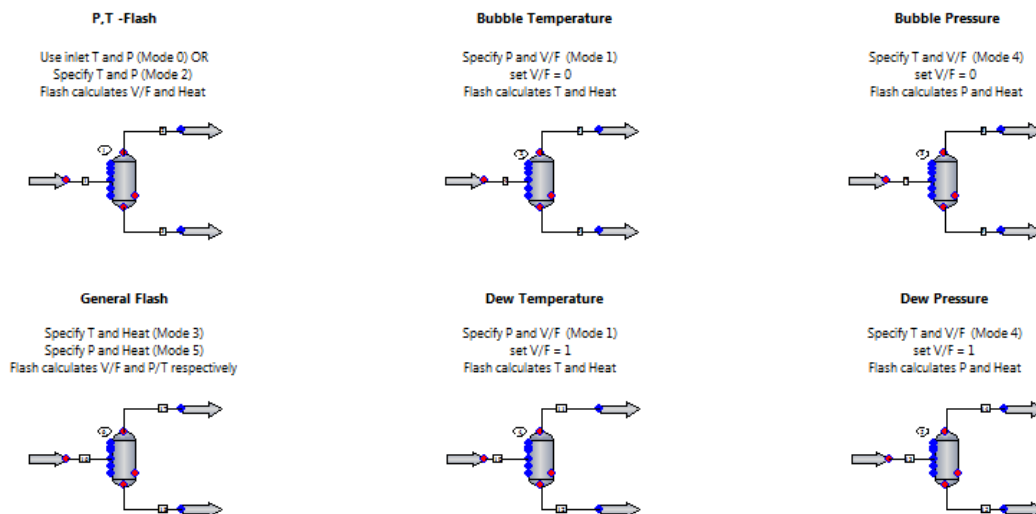 P,T -Flash
Use inlet T and P (Mode 0) OR
Specify T and P (Mode 2)
Flash calculates V/F and Heat
Bubble Temperature
Specify P and V/F (Mode 1)
set V/F = 0
Flash calculates T and Heat
Bubble Pressure
Specify T and V/F (Mode 4)
set V/F = 0
Flash calculates P and Heat
General Flash
Specify T and Heat (Mode 3)
Specify P and Heat (Mode 5)
Flash calculates V/F and P/T respectively
Dew Temperature
Specify P and V/F (Mode 1)
set V/F = 1
Flash calculates T and Heat
Dew Pressure
Specify T and V/F (Mode 4)
set V/F = 1
Flash calculates P and Heat